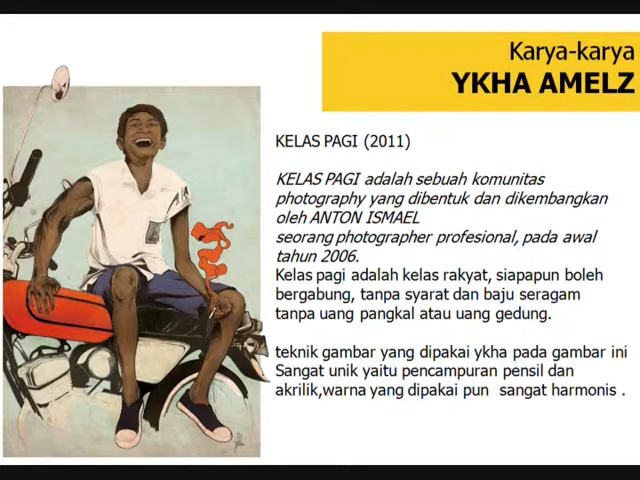 Karya-karya
YKHA AMELZ
KELAS PAGI (2011)
KELAS PAGI adalah sebuah komunitas
photography yang dibentuk dan dikembangkan
oleh ANTON ISMAEL
seorang photographer profesional, pada awal
tahun 2006.
Kelas pagi adalah kelas rakyat, siapapun boleh
bergabung, tanpa syarat dan baju seragam
tanpa uang pangkal atau uang gedung.
teknik gambar yang dipakai ykha pada gambar ini
Sangat unik yaitu pencampuran pensil dan
akrilik,warna yang dipakai pun sangat harmonis .